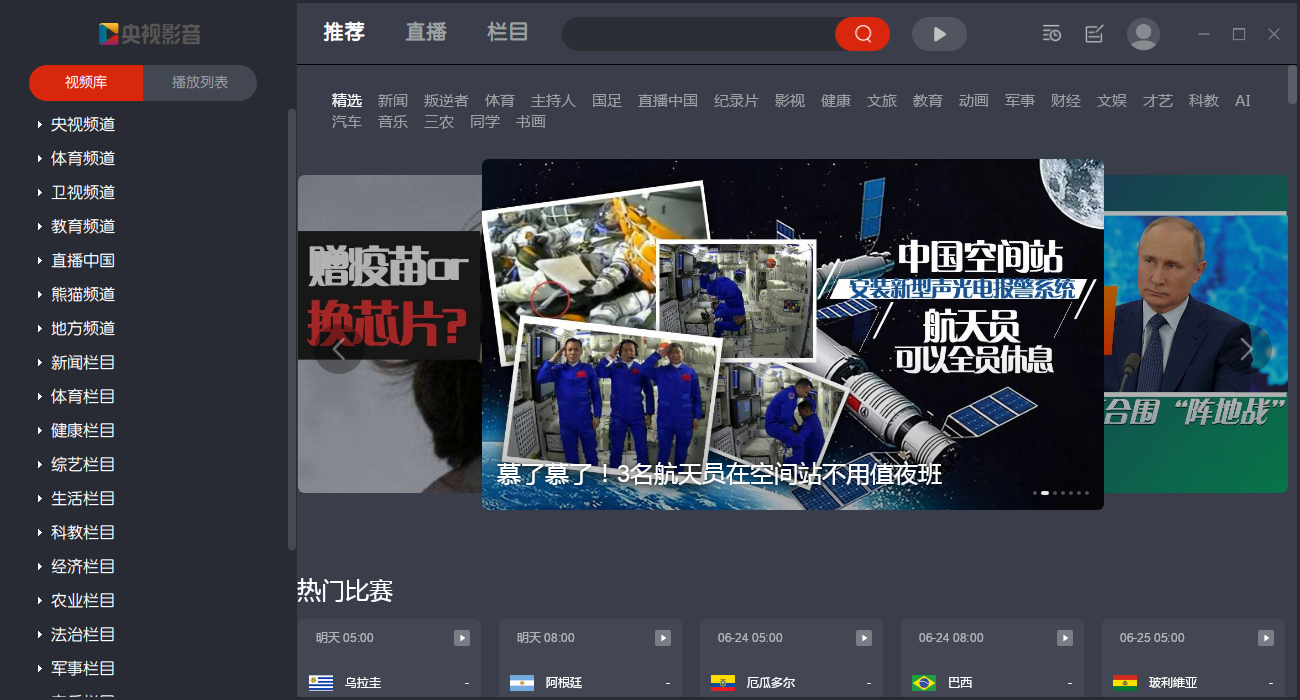 央视影音
推荐 直播 栏目
视频库 播放列表
央视频道
体育频道
卫视频道
教育频道
直播中国
熊猫频道
地方频道
新闻栏目
体育栏目
健康栏目
综艺栏目
生活栏目
科教栏目
经济栏目
农业栏目
法治栏目
军事栏目
精选 新闻 叛逆者 体育 主持人 国足 直播中国 纪录片 影视 健康 文旅 教育 动画 军事 财经 文娱 才艺 科教 AI
汽车 音乐 三农 同学 书画
赠疫苗or
换芯片?
中国空间站
安装新型声光电报警系统
航天员
可以全员休息
慕了慕了！3名航天员在空间站不用值夜班
合围“阵地战”
热门比赛
明天 05:00 明天 08:00 06-24 05:00 06-24 08:00 06-25 05:00
乌拉圭 - 阿根廷 - 厄瓜多尔 - 巴西 - 玻利维亚 -